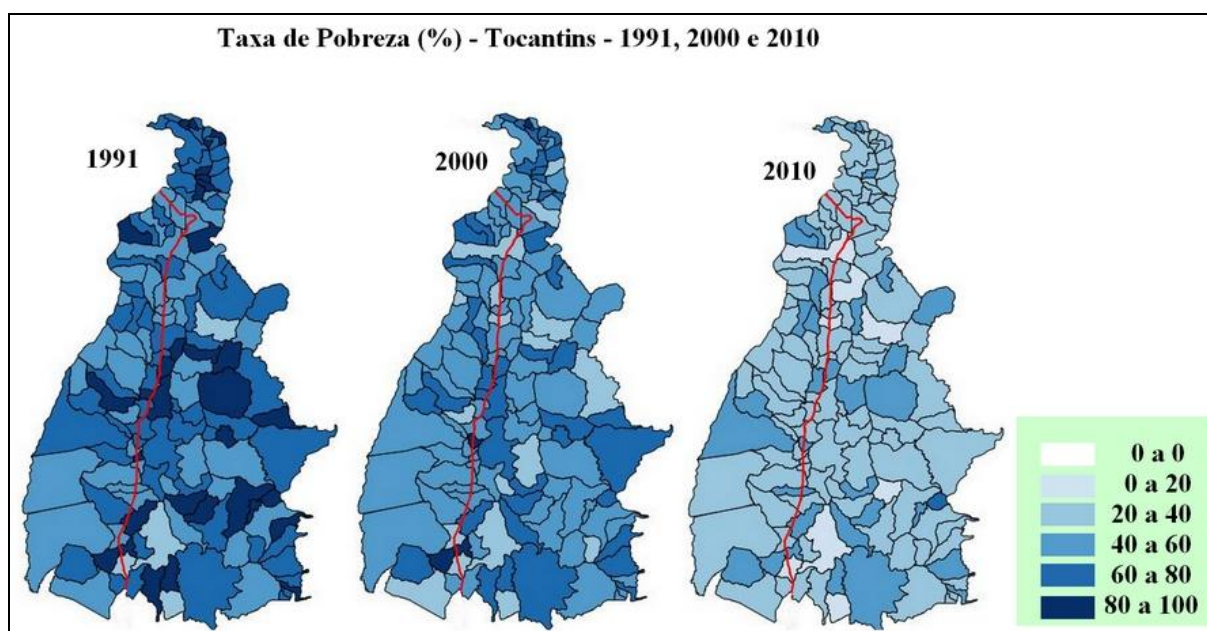 Taxa de Pobreza (%) - Tocantins - 1991, 2000 e 2010
1991
2000
2010
0 a 0
0 a 20
20 a 40
40 a 60
60 a 80
80 a 100